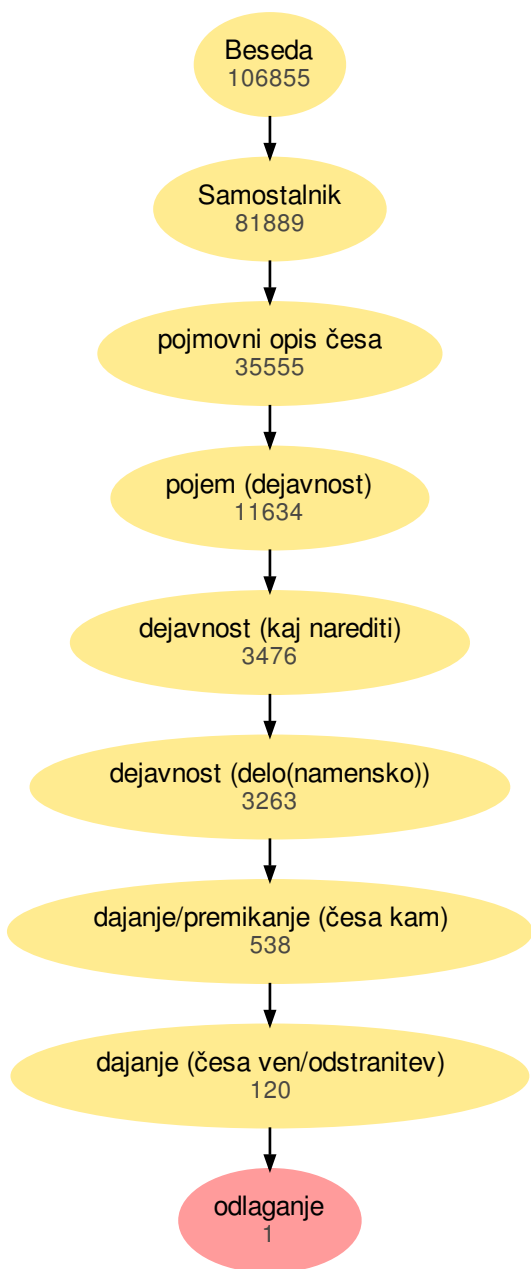 Beseda
106855
Samostalnik
81889
pojmovni opis česa
35555
pojem (dejavnost)
11634
dejavnost (kaj narediti)
3476
dejavnost (delo(namensko))
3263
dajanje/premikanje (česa kam)
538
dajanje (česa ven/odstranitev)
120
odlaganje
1